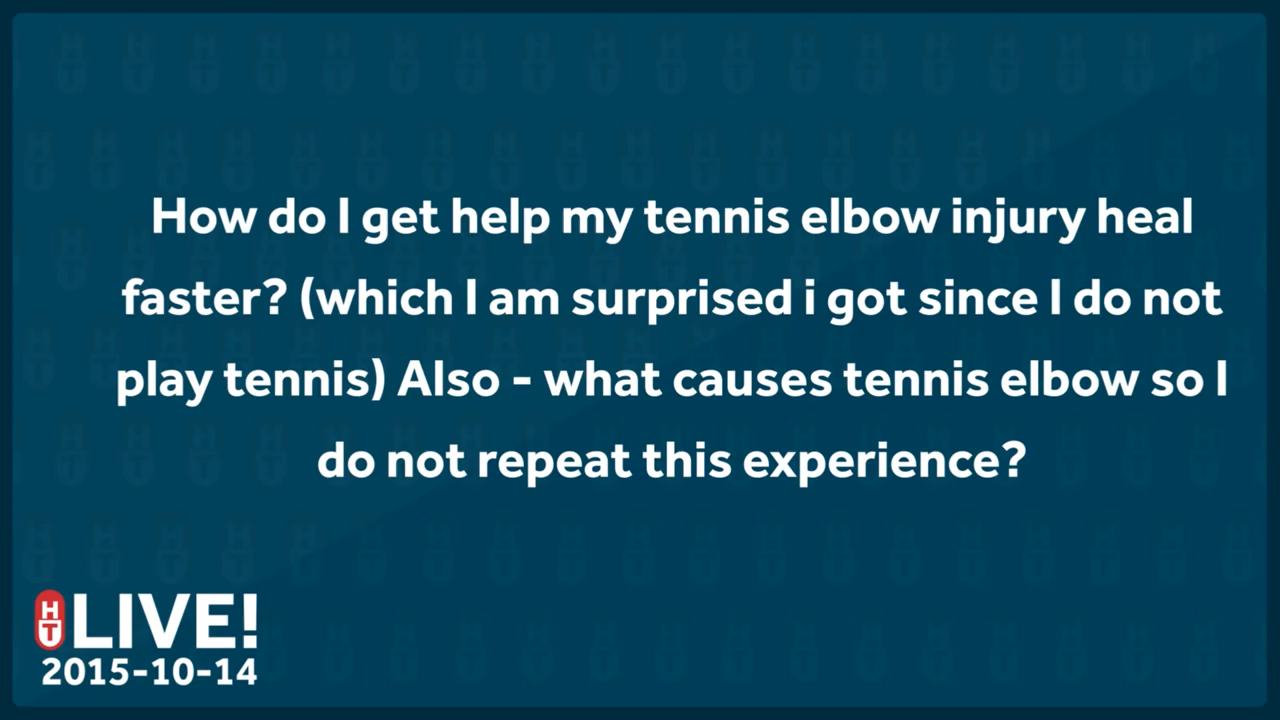 How do I get help my tennis elbow injury heal
faster? (which I am surprised i got since I do not
play tennis) Also - what causes tennis elbow so I
do not repeat this experience?
HT LIVE!
2015-10-14